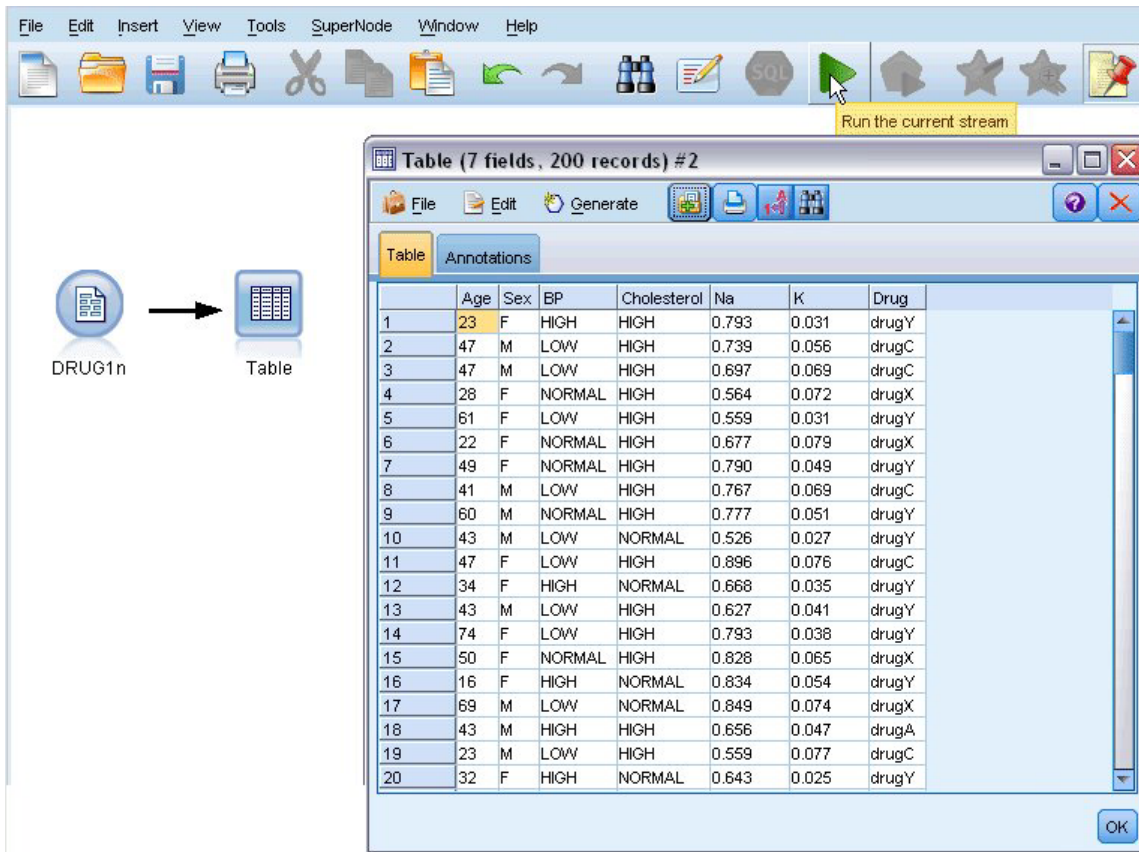 File Edit Insert View Tools SuperNode Window Help
SQL
Run the current stream
Table (7 fields, 200 records) #2
File Edit Generate
Table Annotations
DRUG1n
Table
Age Sex BP Cholesterol Na K Drug
1 23 F HIGH HIGH 0.793 0.031 drugY
2 47 M LOW HIGH 0.739 0.056 drugC
3 47 M LOW HIGH 0.697 0.069 drugC
4 28 F NORMAL HIGH 0.564 0.072 drugX
5 61 F LOW HIGH 0.559 0.031 drugY
6 22 F NORMAL HIGH 0.677 0.079 drugX
7 49 F NORMAL HIGH 0.790 0.049 drugY
8 41 M LOW HIGH 0.767 0.069 drugC
9 60 M NORMAL HIGH 0.777 0.051 drugY
10 43 M LOW NORMAL 0.526 0.027 drugY
11 47 F LOW HIGH 0.896 0.076 drugC
12 34 F HIGH NORMAL 0.668 0.035 drugY
13 43 M LOW HIGH 0.627 0.041 drugY
14 74 F LOW HIGH 0.793 0.038 drugY
15 50 F NORMAL HIGH 0.828 0.065 drugX
16 16 F HIGH NORMAL 0.834 0.054 drugY
17 69 M LOW NORMAL 0.849 0.074 drugX
18 43 M HIGH HIGH 0.656 0.047 drugA
19 23 M LOW HIGH 0.559 0.077 drugC
20 32 F HIGH NORMAL 0.643 0.025 drugY
OK